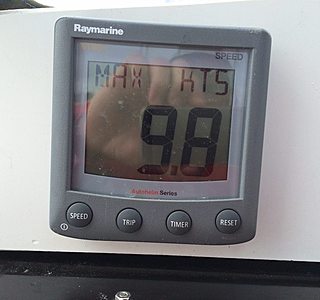 Raymarine
SPEED
MAX KTS
9.8
Autohelm Series
SPEED TRIP TIMER RESET